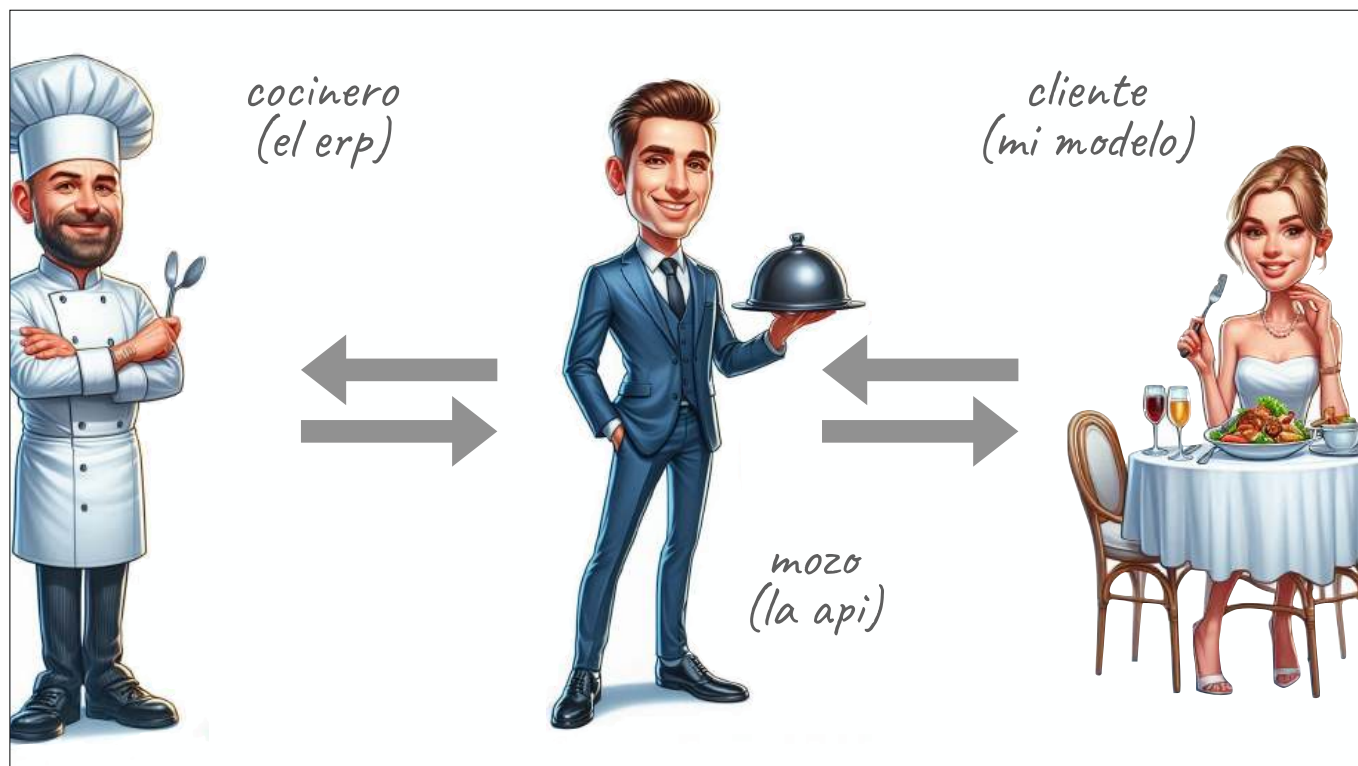 cocinero
(el erp)
cliente
(mi modelo)
mozo
(la api)